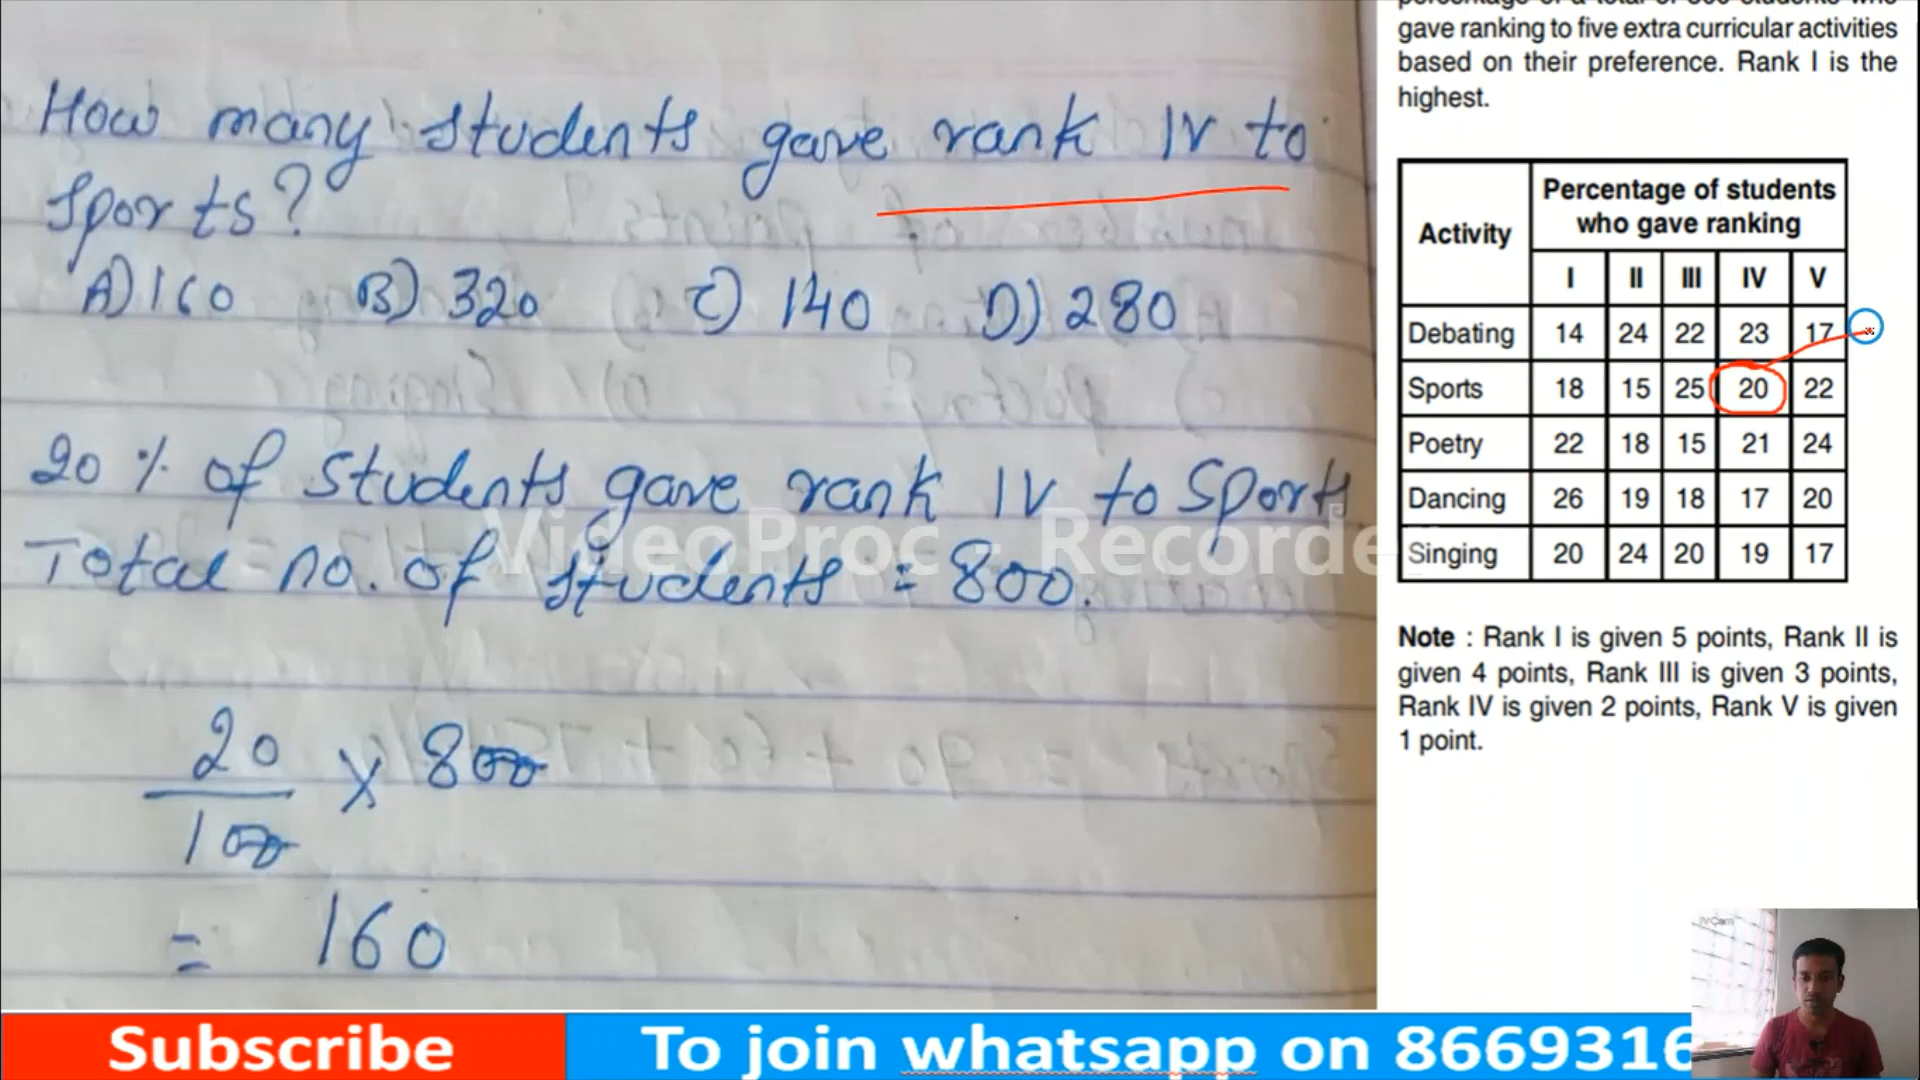 How many students gave rank IV to
Sports?
A) 160 B) 320 C) 140 D) 280
20 % of students gave rank IV to Sports
Total no. of students = 800.
20
100
× 800
= 160
VideoProc - Recorder
gave ranking to five extra curricular activities
based on their preference. Rank I is the
highest.
Activity Percentage of students
who gave ranking
I II III IV V
Debating 14 24 22 23 17
Sports 18 15 25 20 22
Poetry 22 18 15 21 24
Dancing 26 19 18 17 20
Singing 20 24 20 19 17
Note : Rank I is given 5 points, Rank II is
given 4 points, Rank III is given 3 points,
Rank IV is given 2 points, Rank V is given
1 point.
Subscribe To join whatsapp on 8669316